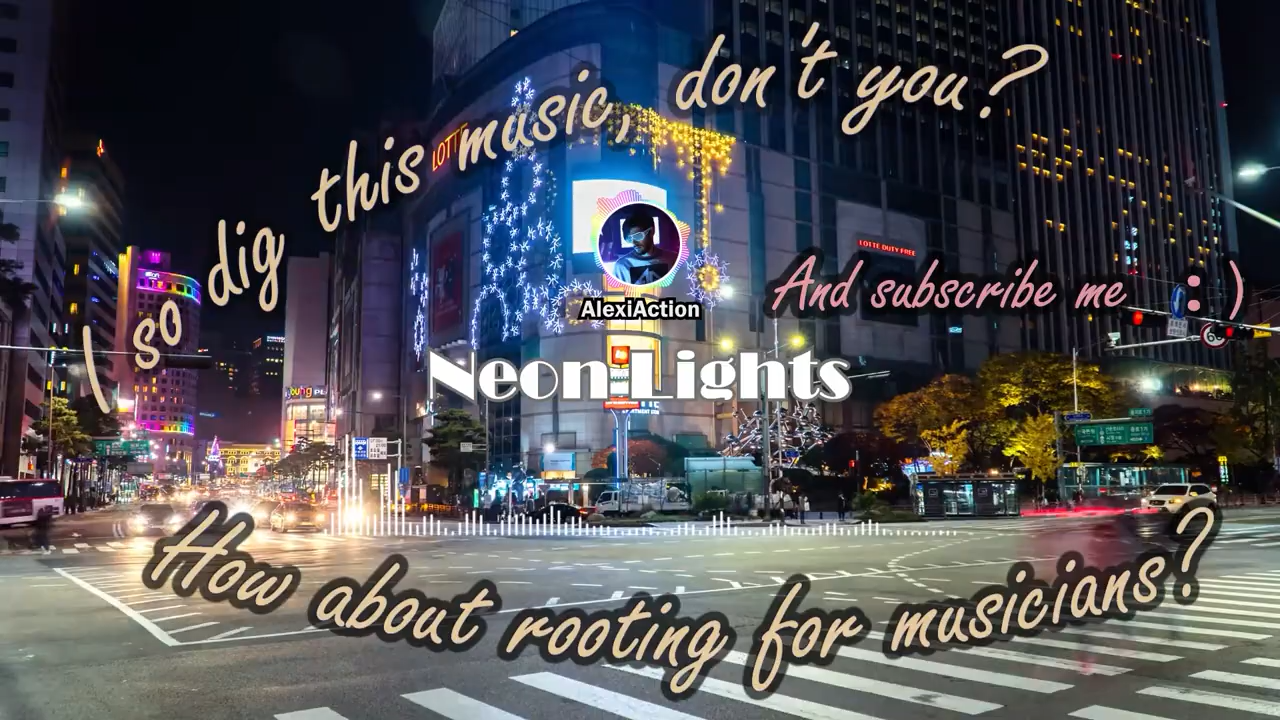 I so dig this music, don't you?
LOTT
LOTTE DUTY FREE
And subscribe me :)
AlexiAction
Neon Lights
How about rooting for musicians?